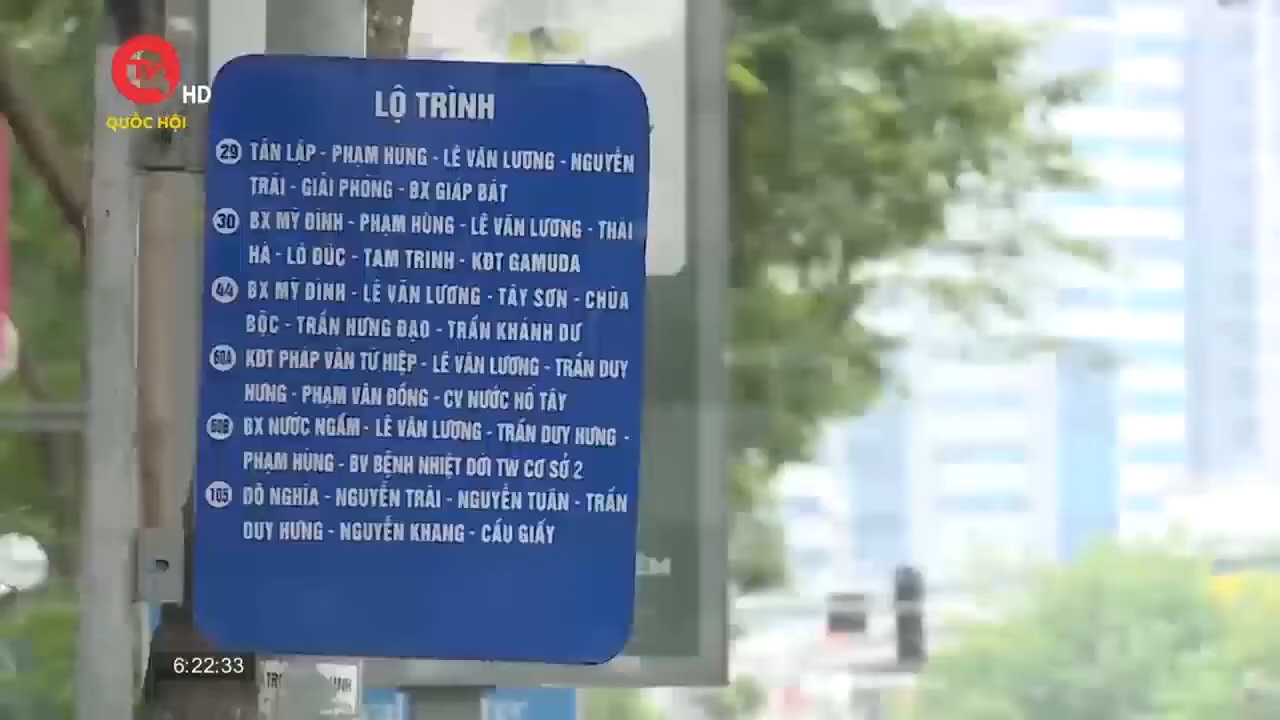 HD
QUỐC HỘI
LỘ TRÌNH
29 TÂN LẬP - PHẠM HÙNG - LÊ VĂN LƯƠNG - NGUYỄN
TRÃI - GIẢI PHÓNG - BX GIÁP BÁT
30 BX MỸ ĐÌNH - PHẠM HÙNG - LÊ VĂN LƯƠNG - THÁI
HÀ - LÒ ĐÚC - TAM TRINH - KĐT GAMUDA
44 BX MỸ ĐÌNH - LÊ VĂN LƯƠNG - TÂY SƠN - CHÙA
BỘC - TRẦN HƯNG ĐẠO - TRẦN KHÁNH DƯ
60A KĐT PHÁP VÂN TỨ HIỆP - LÊ VĂN LƯƠNG - TRẦN DUY
HƯNG - PHẠM VĂN ĐỒNG - CV NƯỚC HỒ TÂY
60B BX NƯỚC NGẦM - LÊ VĂN LƯƠNG - TRẦN DUY HƯNG -
PHẠM HÙNG - BV BỆNH NHIỆT ĐỚI TW CƠ SỞ 2
105 ĐÔ NGHĨA - NGUYỄN TRÃI - NGUYỄN TUÂN - TRẦN
DUY HƯNG - NGUYỄN KHANG - CẦU GIẤY
6:22:33